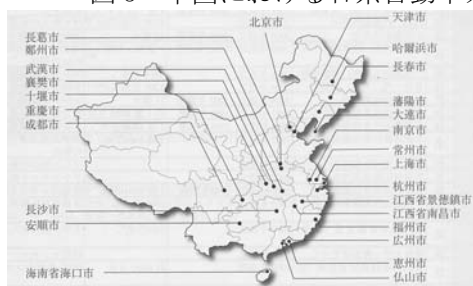 北京市
天津市
長葛市
鄭州市
哈爾浜市
長春市
武漢市
襄樊市
十堰市
重慶市
成都市
瀋陽市
大連市
南京市
常州市
上海市
杭州市
江西省景徳鎮市
江西省南昌市
福州市
広州市
長沙市
安順市
恵州市
仏山市
海南省海口市